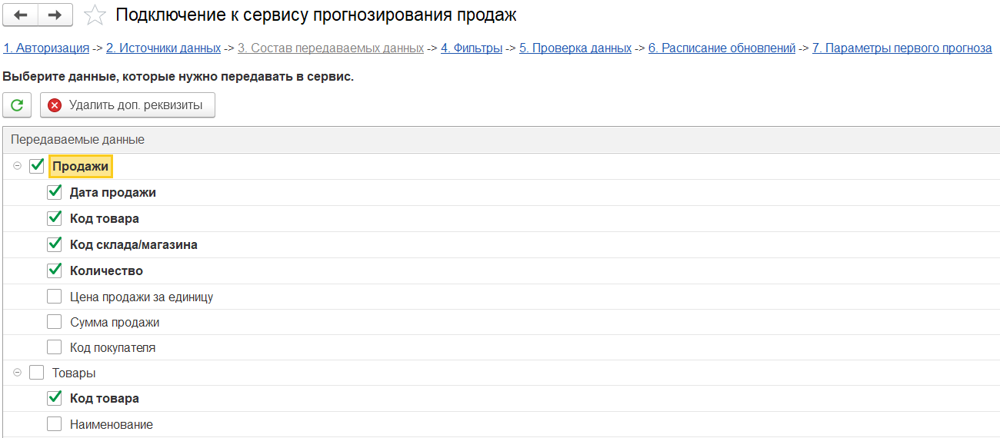 Подключение к сервису прогнозирования продаж
1. Авторизация -> 2. Источники данных -> 3. Состав передаваемых данных -> 4. Фильтры -> 5. Проверка данных -> 6. Расписание обновлений -> 7. Параметры первого прогноза
Выберите данные, которые нужно передавать в сервис.
Удалить доп. реквизиты
Передаваемые данные
Продажи
Дата продажи
Код товара
Код склада/магазина
Количество
Цена продажи за единицу
Сумма продажи
Код покупателя
Товары
Код товара
Наименование